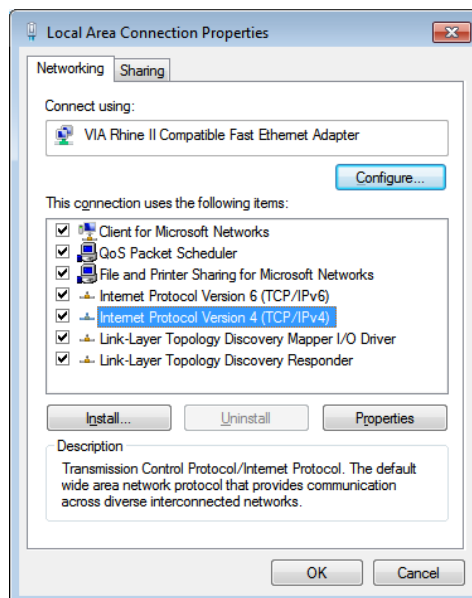 Local Area Connection Properties
Networking
Sharing
Connect using:
VIA Rhine II Compatible Fast Ethernet Adapter
Configure...
This connection uses the following items:
Client for Microsoft Networks
QoS Packet Scheduler
File and Printer Sharing for Microsoft Networks
Internet Protocol Version 6 (TCP/IPv6)
Internet Protocol Version 4 (TCP/IPv4)
Link-Layer Topology Discovery Mapper I/O Driver
Link-Layer Topology Discovery Responder
Install...
Uninstall
Properties
Description
Transmission Control Protocol/Internet Protocol. The default
wide area network protocol that provides communication
across diverse interconnected networks.
OK
Cancel